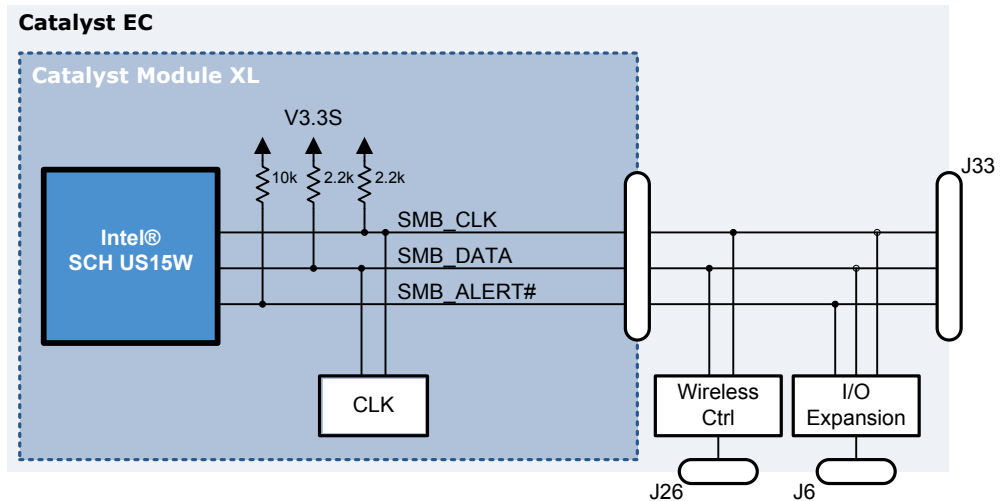 Catalyst EC
Catalyst Module XL
V3.3S
10k 2.2k 2.2k
J33
Intel®
SCH US15W
SMB_CLK
SMB_DATA
SMB_ALERT#
CLK
Wireless
Ctrl
I/O
Expansion
J26
J6